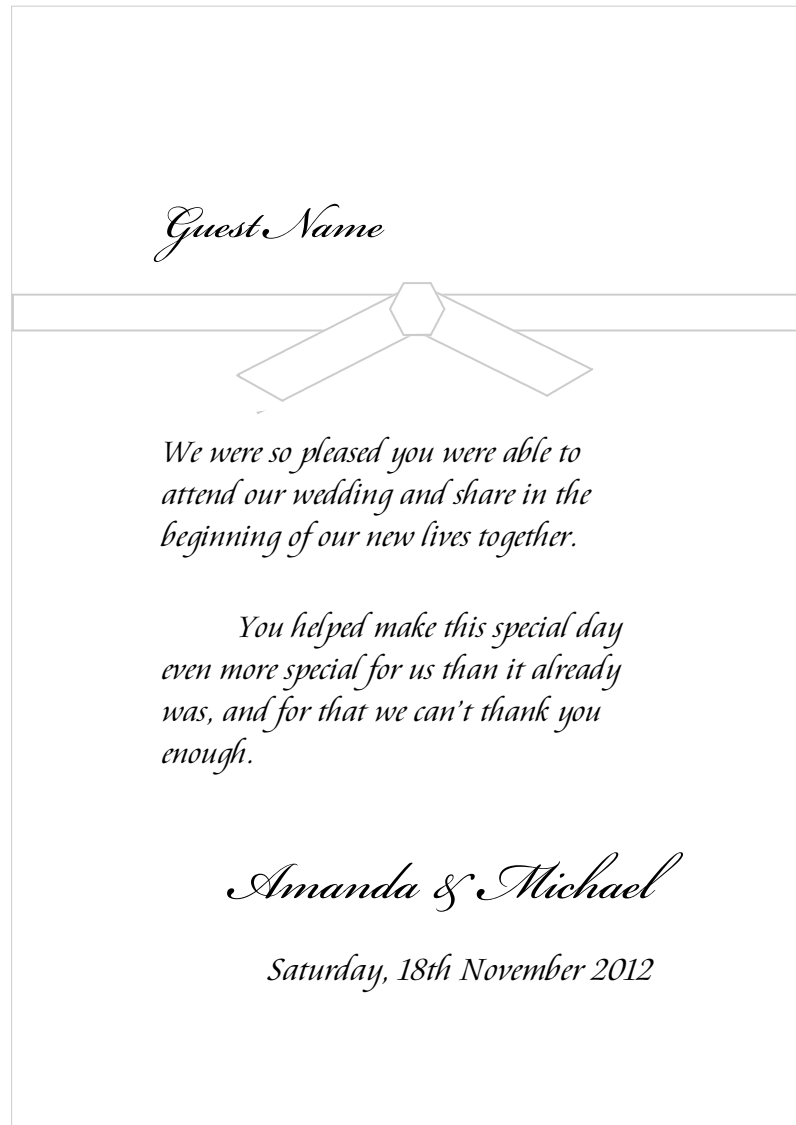 Guest Name
We were so pleased you were able to
attend our wedding and share in the
beginning of our new lives together.
You helped make this special day
even more special for us than it already
was, and for that we can't thank you
enough.
Amanda & Michael
Saturday, 18th November 2012